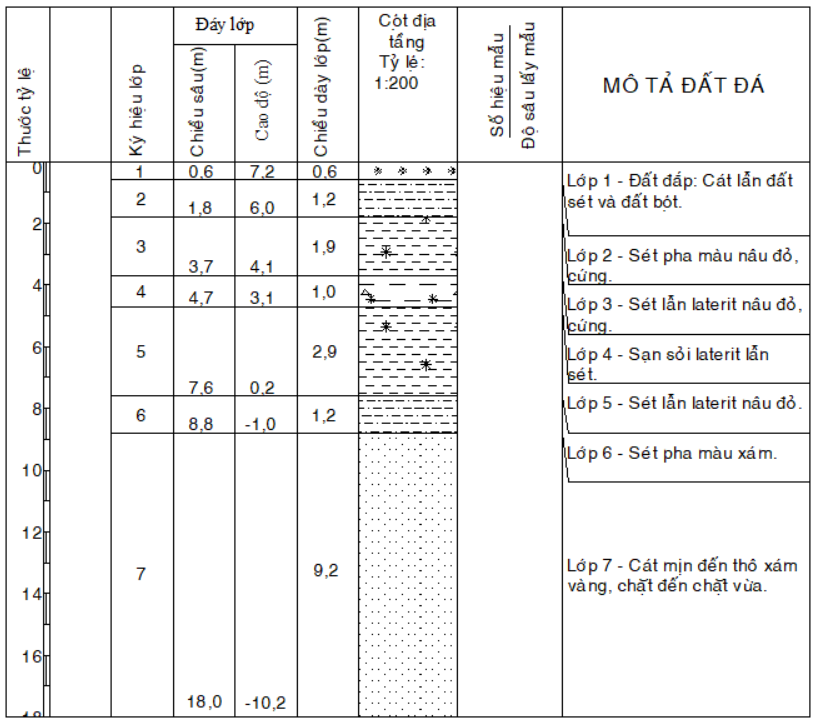 Thước tỷ lệ
Ký hiệu lớp
Đáy lớp
Chiều sâu(m)
Cao độ (m)
Chiều dày lớp(m)
Cột địa
tầng
Tỷ lệ:
1:200
Số hiệu mẫu
Độ sâu lấy mẫu
MÔ TẢ ĐẤT ĐÁ
0
1 0,6 7,2 0,6
Lớp 1 - Đất đắp: Cát lẫn đất
sét và đất bột.
2 1,8 6,0 1,2
2
3 3,7 4,1 1,9
Lớp 2 - Sét pha màu nâu đỏ,
cứng.
4
4 4,7 3,1 1,0
Lớp 3 - Sét lẫn laterit nâu đỏ,
cứng.
6
5 7,6 0,2 2,9
Lớp 4 - Sạn sỏi laterit lẫn
sét.
8
6 8,8 -1,0 1,2
Lớp 5 - Sét lẫn laterit nâu đỏ.
Lớp 6 - Sét pha màu xám.
10
12
7 18,0 -10,2 9,2
Lớp 7 - Cát mịn đến thô xám
vàng, chặt đến chặt vừa.
14
16